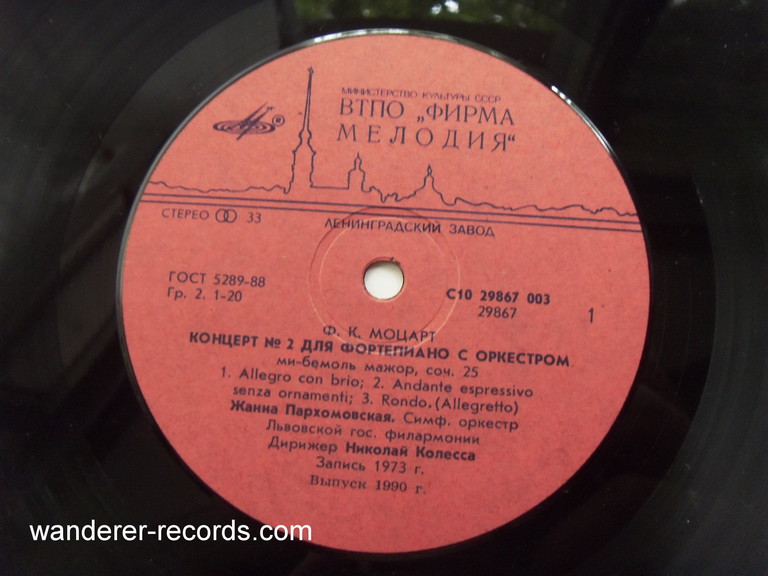 МИНИСТЕРСТВО КУЛЬТУРЫ СССР
ВТПО „ФИРМА
МЕЛОДИЯ“
®
СТЕРЕО 33
ЛЕНИНГРАДСКИЙ ЗАВОД
ГОСТ 5289-88
Гр. 2. 1-20
С10 29867 003
29867
1
Ф. К. МОЦАРТ
КОНЦЕРТ № 2 ДЛЯ ФОРТЕПИАНО С ОРКЕСТРОМ
ми-бемоль мажор, соч. 25
1. Allegro con brio; 2. Andante espressivo
senza ornamenti; 3. Rondo. (Allegretto)
Жанна Пархомовская. Симф. оркестр
Львовской гос. филармонии
Дирижер Николай Колесса
Запись 1973 г.
Выпуск 1990 г.
wanderer-records.com